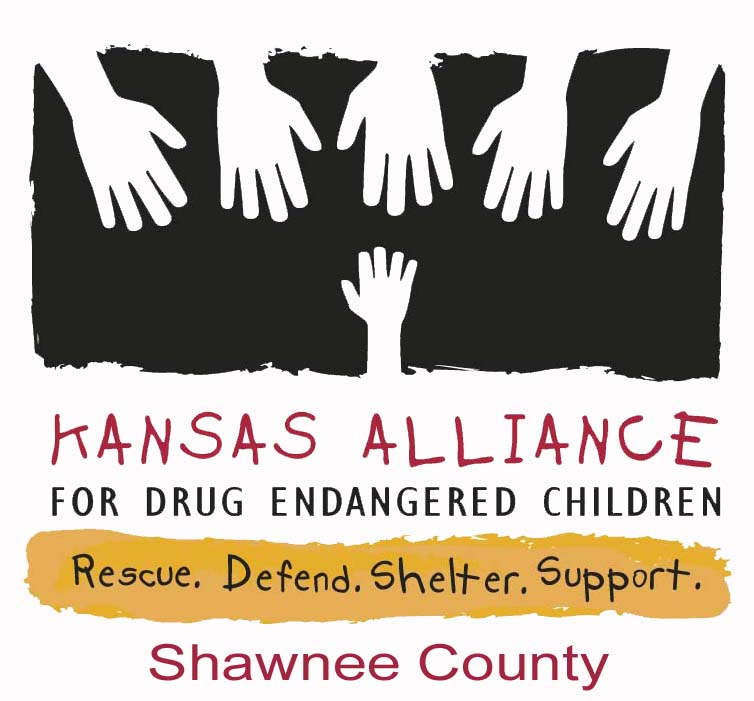 KANSAS ALLIANCE
FOR DRUG ENDANGERED CHILDREN
Rescue. Defend. Shelter. Support.
Shawnee County